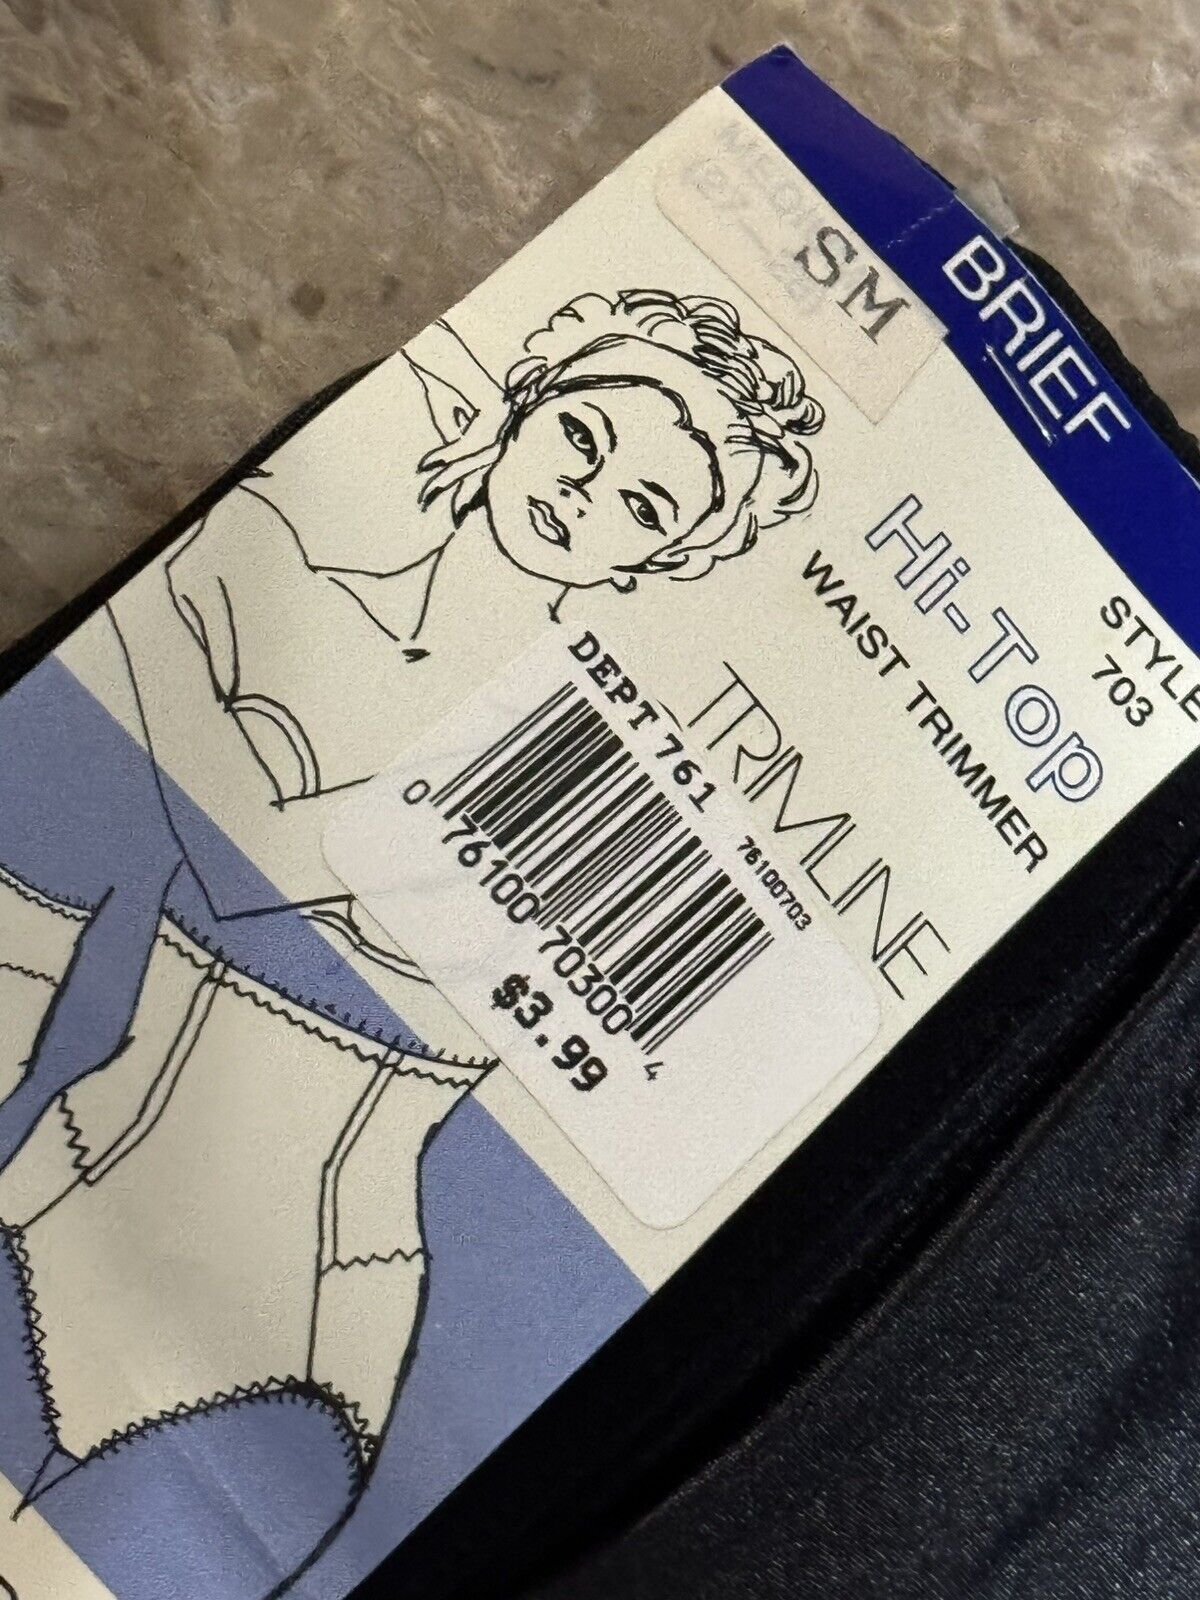 BRIEF
SM
Hi-Top
WAIST TRIMMER
STYLE
703
TRIMLINE
DEPT 761
76100703
0 76100 70300 4
$3.99